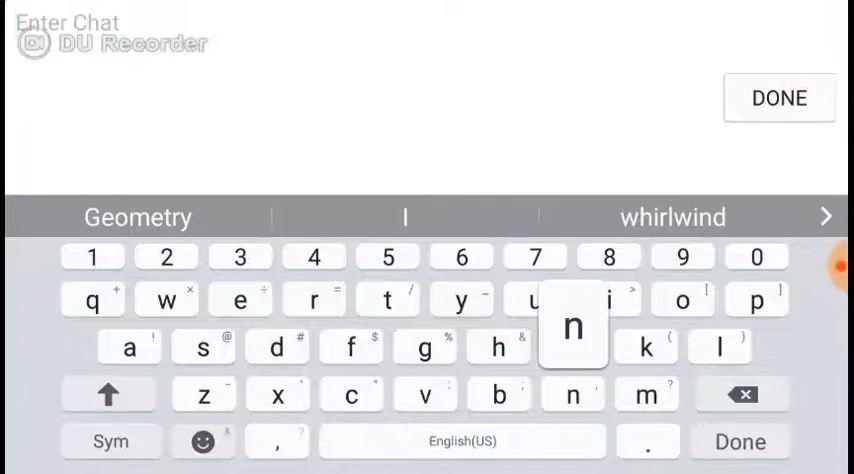 Enter Chat
DU Recorder
DONE
Geometry I whirlwind >
1 2 3 4 5 6 7 8 9 0
q + w × e ÷ r = t / y _ u i > o [ p ]
a ! s @ d # f $ g % h & n k ( l )
z - x ' c " v : b ; n , m ?
Sym , ? English(US) . Done